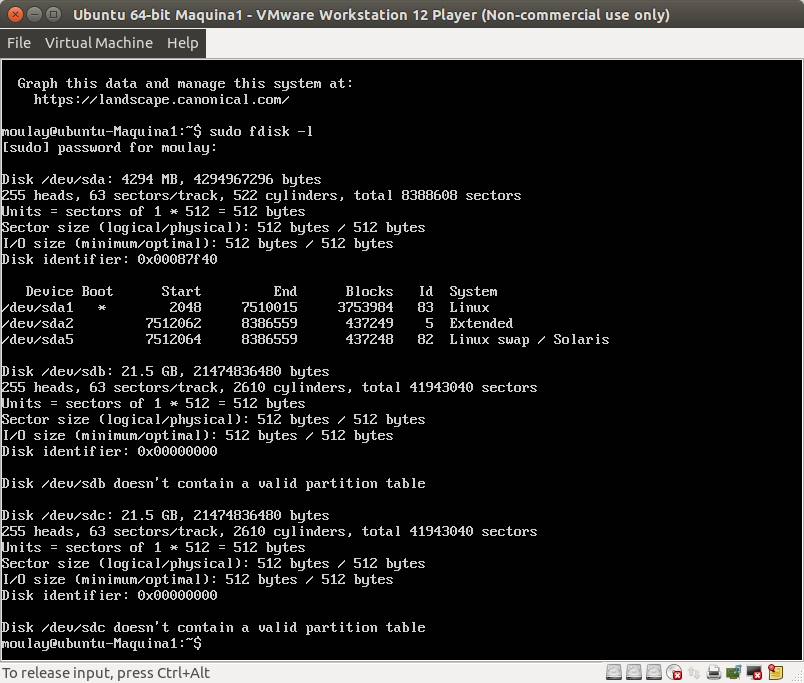 Ubuntu 64-bit Maquina1 - VMware Workstation 12 Player (Non-commercial use only)
File Virtual Machine Help
Graph this data and manage this system at:
https://landscape.canonical.com/
moulay@ubuntu-Maquina1:~$ sudo fdisk -l
[sudo] password for moulay:
Disk /dev/sda: 4294 MB, 4294967296 bytes
255 heads, 63 sectors/track, 522 cylinders, total 8388608 sectors
Units = sectors of 1 * 512 = 512 bytes
Sector size (logical/physical): 512 bytes / 512 bytes
I/O size (minimum/optimal): 512 bytes / 512 bytes
Disk identifier: 0x00087f40
Device Boot Start End Blocks Id System
/dev/sda1 * 2048 7510015 3753984 83 Linux
/dev/sda2 7512062 8386559 437249 5 Extended
/dev/sda5 7512064 8386559 437248 82 Linux swap / Solaris
Disk /dev/sdb: 21.5 GB, 21474836480 bytes
255 heads, 63 sectors/track, 2610 cylinders, total 41943040 sectors
Units = sectors of 1 * 512 = 512 bytes
Sector size (logical/physical): 512 bytes / 512 bytes
I/O size (minimum/optimal): 512 bytes / 512 bytes
Disk identifier: 0x00000000
Disk /dev/sdb doesn't contain a valid partition table
Disk /dev/sdc: 21.5 GB, 21474836480 bytes
255 heads, 63 sectors/track, 2610 cylinders, total 41943040 sectors
Units = sectors of 1 * 512 = 512 bytes
Sector size (logical/physical): 512 bytes / 512 bytes
I/O size (minimum/optimal): 512 bytes / 512 bytes
Disk identifier: 0x00000000
Disk /dev/sdc doesn't contain a valid partition table
moulay@ubuntu-Maquina1:~$
To release input, press Ctrl+Alt